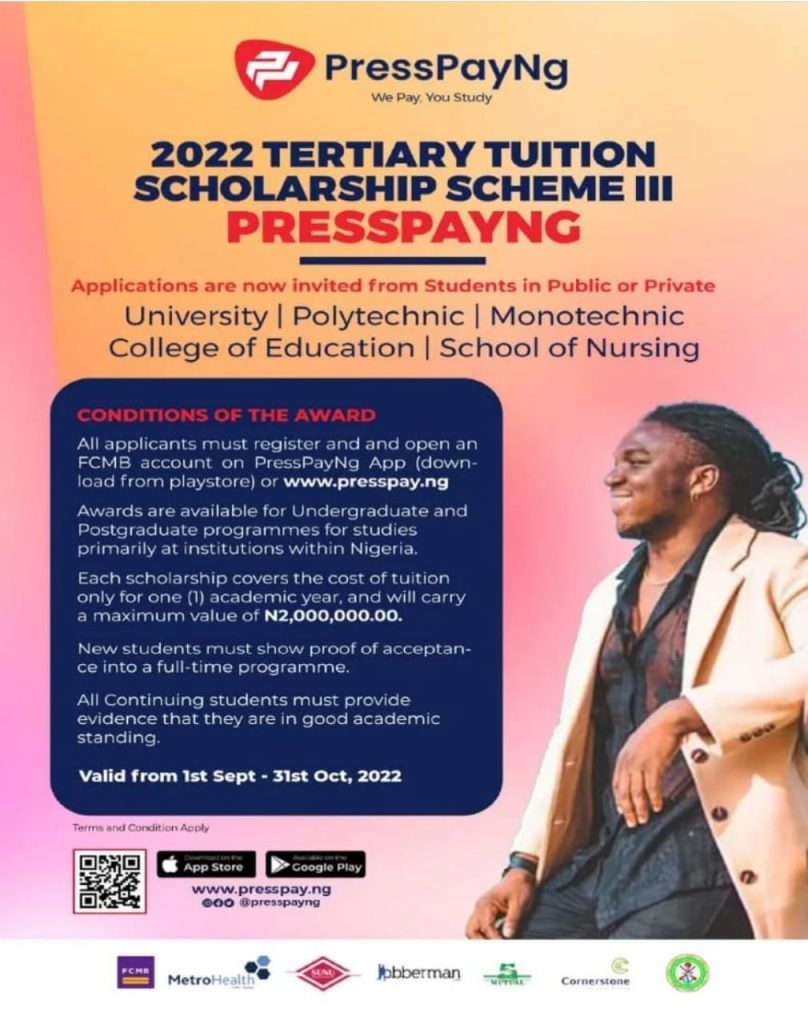 PressPayNg
We Pay, You Study
2022 TERTIARY TUITION
SCHOLARSHIP SCHEME III
PRESSPAYNG
Applications are now invited from Students in Public or Private
University | Polytechnic | Monotechnic
College of Education | School of Nursing
CONDITIONS OF THE AWARD
All applicants must register and and open an
FCMB account on PressPayNg App (down-
load from playstore) or www.presspay.ng
Awards are available for Undergraduate and
Postgraduate programmes for studies
primarily at institutions within Nigeria.
Each scholarship covers the cost of tuition
only for one (1) academic year, and will carry
a maximum value of N2,000,000.00.
New students must show proof of acceptan-
ce into a full-time programme.
All Continuing students must provide
evidence that they are in good academic
standing.
Valid from 1st Sept - 31st Oct, 2022
Terms and Condition Apply
Download on the
App Store
Available on the
Google Play
www.presspay.ng
@presspayng
FCMB
MetroHealth
SUNU
Jobberman
MUTUAL
Cornerstone